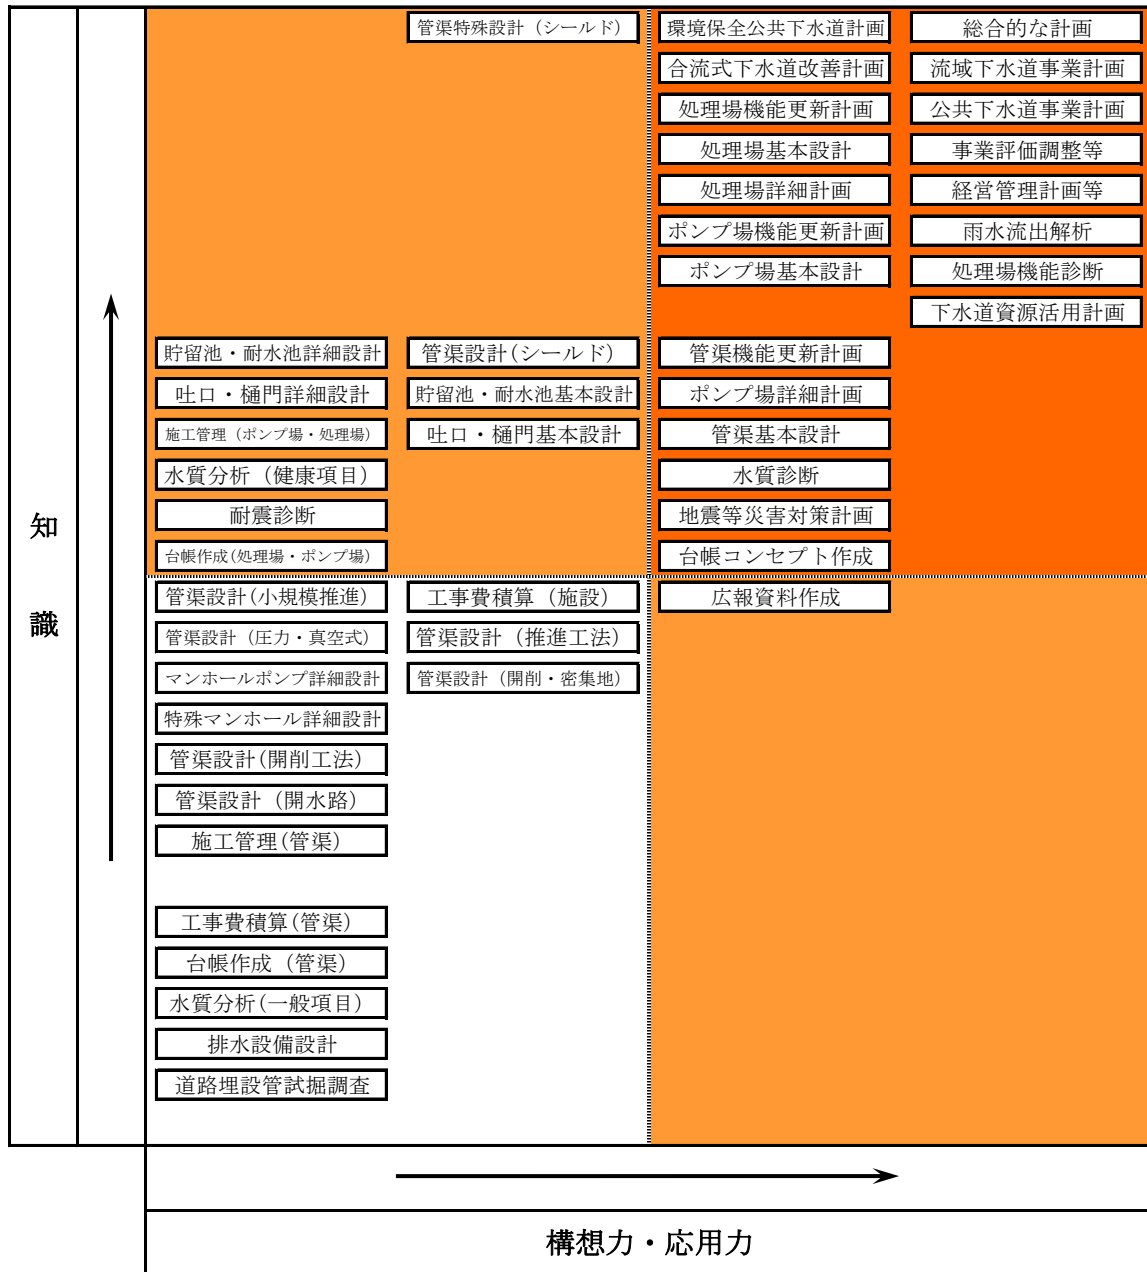 管渠特殊設計（シールド）
環境保全公共下水道計画
総合的な計画
合流式下水道改善計画
流域下水道事業計画
処理場機能更新計画
公共下水道事業計画
処理場基本設計
事業評価調整等
処理場詳細計画
経営管理計画等
ポンプ場機能更新計画
雨水流出解析
ポンプ場基本設計
処理場機能診断
下水道資源活用計画
貯留池・耐水池詳細設計
管渠設計(シールド)
管渠機能更新計画
吐口・樋門詳細設計
貯留池・耐水池基本設計
ポンプ場詳細計画
施工管理（ポンプ場・処理場）
吐口・樋門基本設計
管渠基本設計
水質分析（健康項目）
水質診断
耐震診断
地震等災害対策計画
台帳作成(処理場・ポンプ場)
台帳コンセプト作成
知識
管渠設計(小規模推進)
工事費積算（施設）
広報資料作成
管渠設計（圧力・真空式）
管渠設計（推進工法）
マンホールポンプ詳細設計
管渠設計（開削・密集地）
特殊マンホール詳細設計
管渠設計(開削工法)
管渠設計（開水路）
施工管理(管渠)
工事費積算(管渠)
台帳作成（管渠）
水質分析(一般項目)
排水設備設計
道路埋設管試掘調査
構想力・応用力